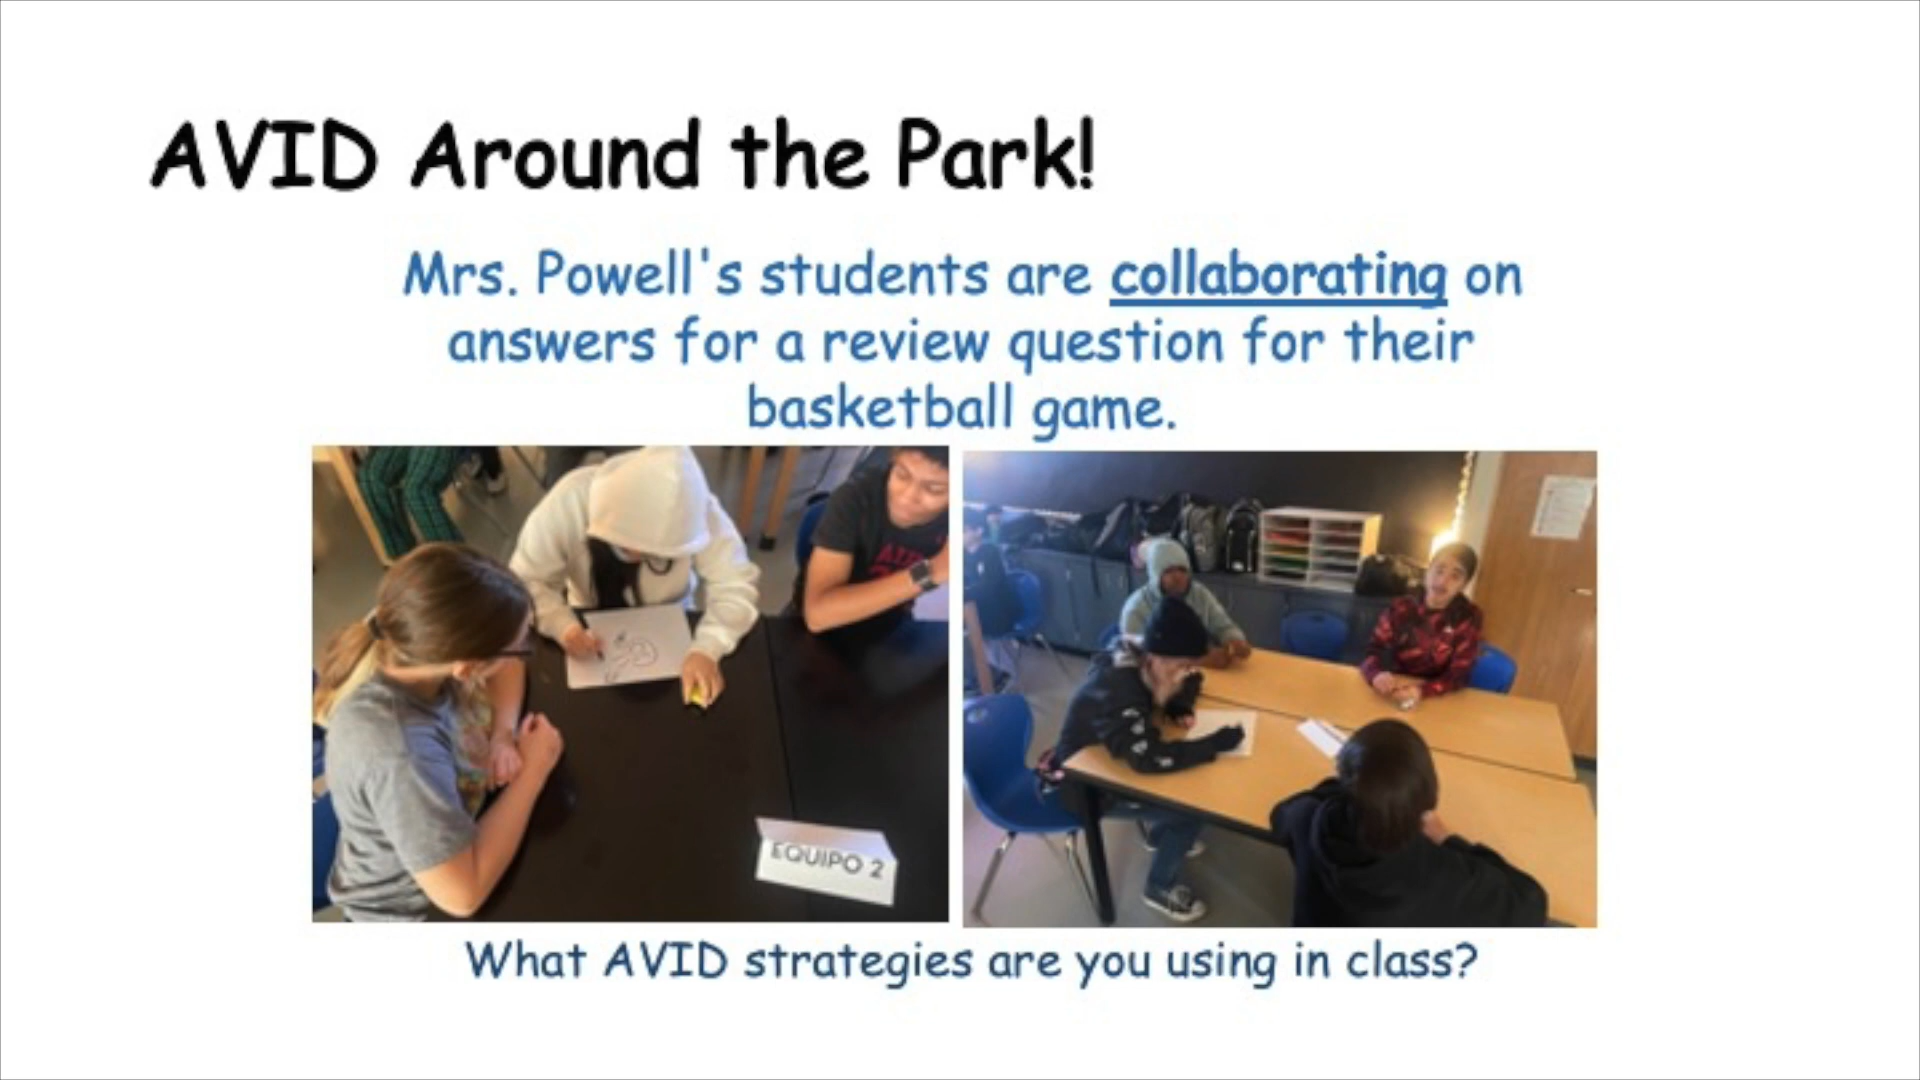 AVID Around the Park!
Mrs. Powell's students are collaborating on
answers for a review question for their
basketball game.
EQUIPO 2
What AVID strategies are you using in class?